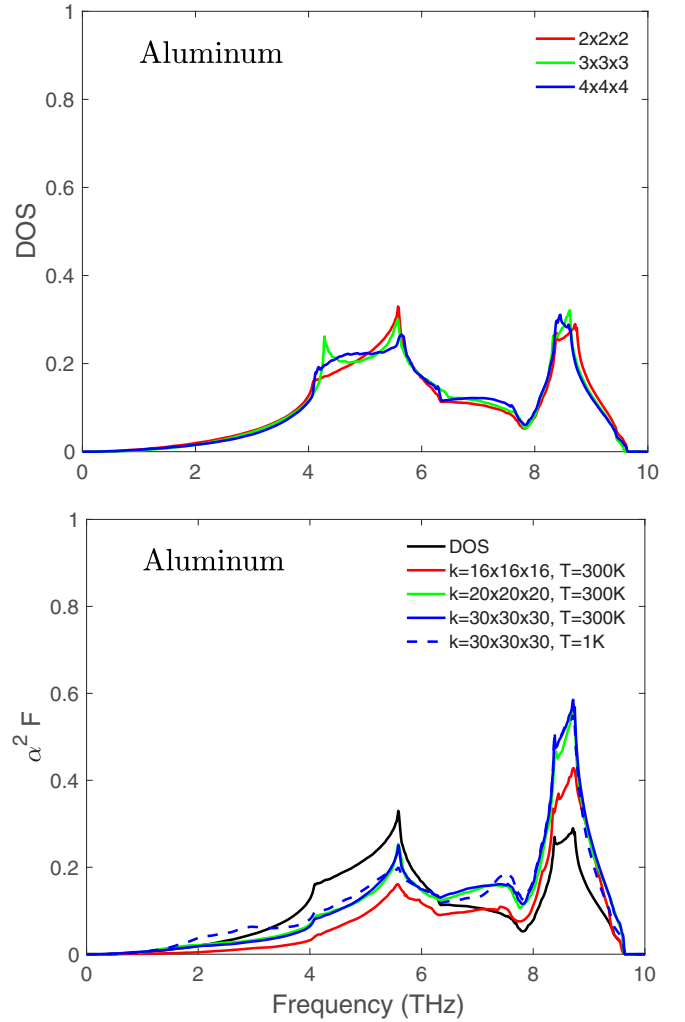 1
Aluminum
2x2x2
3x3x3
4x4x4
0.8
0.6
DOS
0.4
0.2
0
0 2 4 6 8 10
1
Aluminum
DOS
k=16x16x16, T=300K
k=20x20x20, T=300K
k=30x30x30, T=300K
k=30x30x30, T=1K
0.8
0.6
α² F
0.4
0.2
0
0 2 4 6 8 10
Frequency (THz)